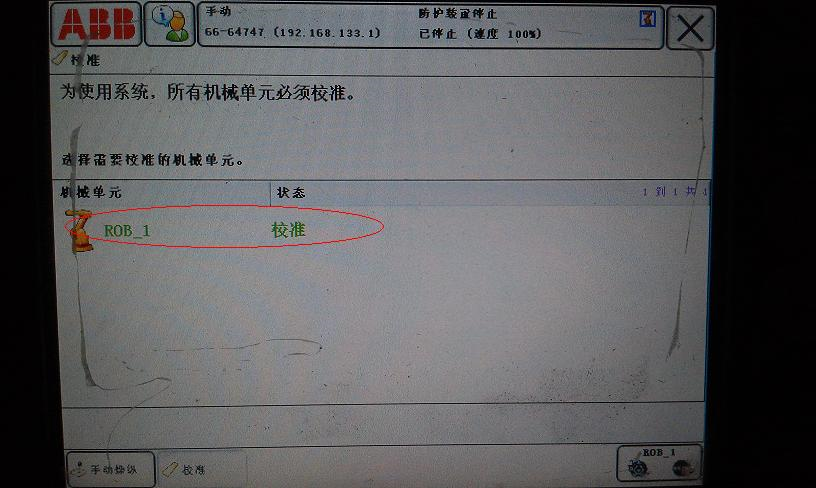 ABB
手动
防护装置停止
66-64747 (192.168.133.1)
已停止 (速度 100%)
校准
为使用系统，所有机械单元必须校准。
选择需要校准的机械单元。
机械单元
状态
1 到 1 共 1
ROB_1
校准
手动操纵
校准
ROB_1